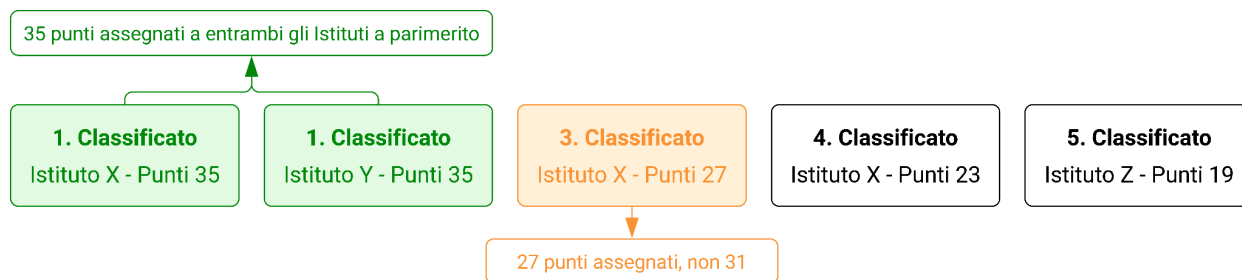 35 punti assegnati a entrambi gli Istituti a parimerito
1. Classificato
Istituto X - Punti 35
1. Classificato
Istituto Y - Punti 35
3. Classificato
Istituto X - Punti 27
4. Classificato
Istituto X - Punti 23
5. Classificato
Istituto Z - Punti 19
27 punti assegnati, non 31